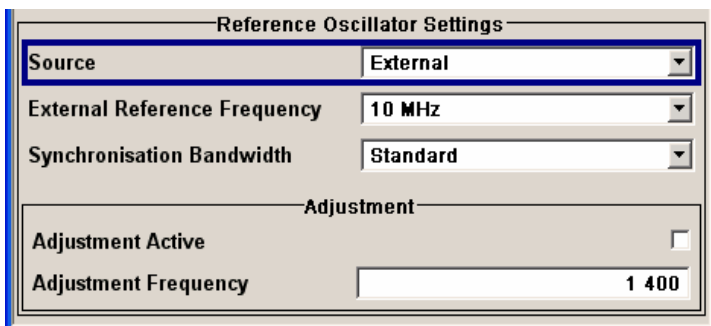 Reference Oscillator Settings
Source External
External Reference Frequency 10 MHz
Synchronisation Bandwidth Standard
Adjustment
Adjustment Active
Adjustment Frequency 1 400